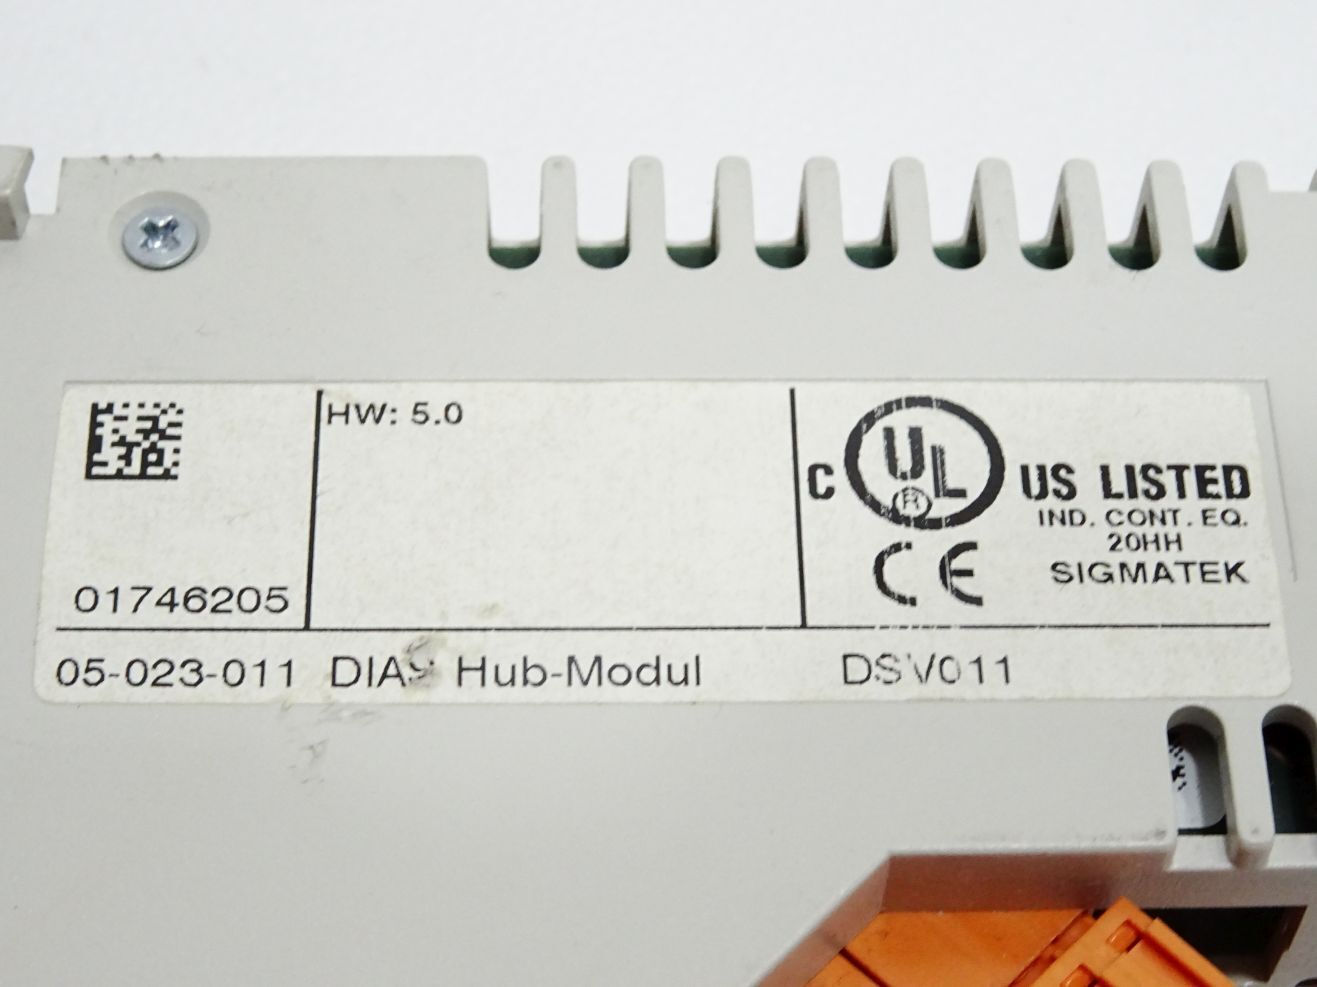 HW: 5.0
C UL ® US LISTED
IND. CONT. EQ.
20HH
CE SIGMATEK
01746205
05-023-011 DIAS Hub-Modul DSV011